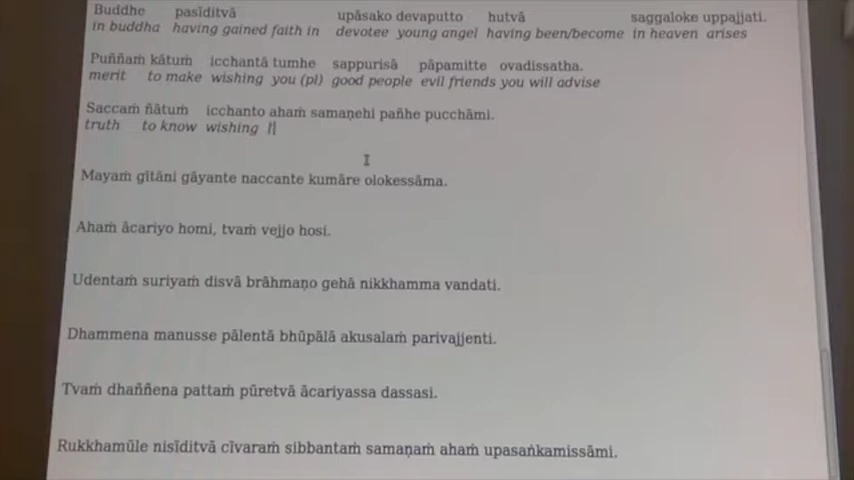 Buddhe pasīditvā upāsako devaputto hutvā saggaloke uppajjati.
in buddha having gained faith in devotee young angel having been/become in heaven arises
Puññaṁ kātuṁ icchantā tumhe sappurisā pāpamitte ovadissatha.
merit to make wishing you (pl) good people evil friends you will advise
Saccaṁ ñātuṁ icchanto ahaṁ samaṇehi pañhe pucchāmi.
truth to know wishing I
Mayaṁ gītāni gāyante naccante kumāre olokessāma.
Ahaṁ ācariyo homi, tvaṁ vejjo hosi.
Udentaṁ suriyaṁ disvā brāhmaṇo gehā nikkhamma vandati.
Dhammena manusse pālentā bhūpālā akusalaṁ parivajjenti.
Tvaṁ dhaññena pattaṁ pūretvā ācariyassa dassasi.
Rukkhamūle nisīditvā cīvaraṁ sibbantaṁ samaṇaṁ ahaṁ upasaṅkamissāmi.